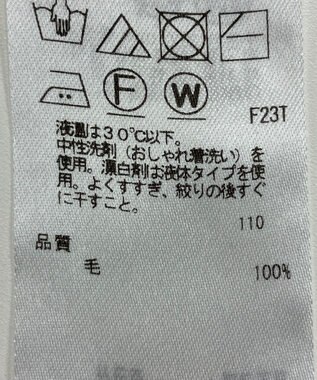 F W F23T
液温は30℃以下。
中性洗剤（おしゃれ着洗い）を
使用。漂白剤は液体タイプを使
用。よくすすぎ、絞りの後すぐ
に干すこと。
110
品質
毛 100%